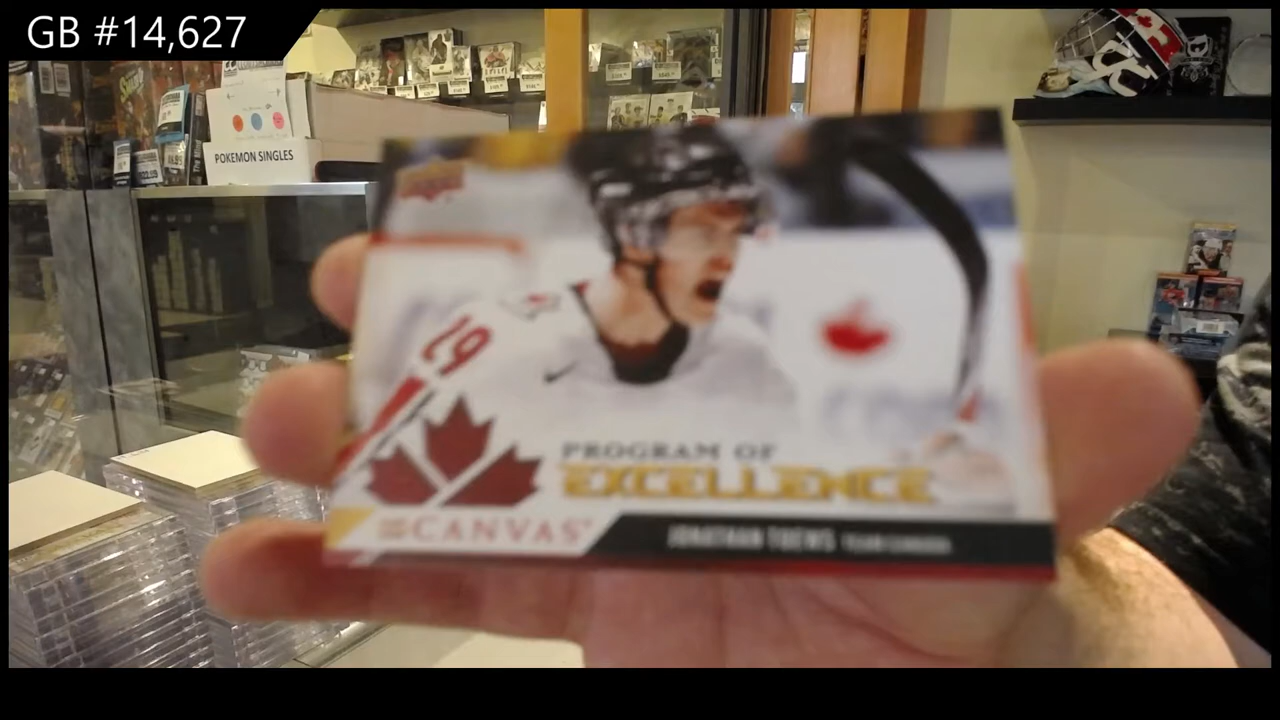 GB #14,627
POKEMON SINGLES
19
PROGRAM OF
EXCELLENCE
CANVAS
JONATHAN TOEWS TEAM CANADA